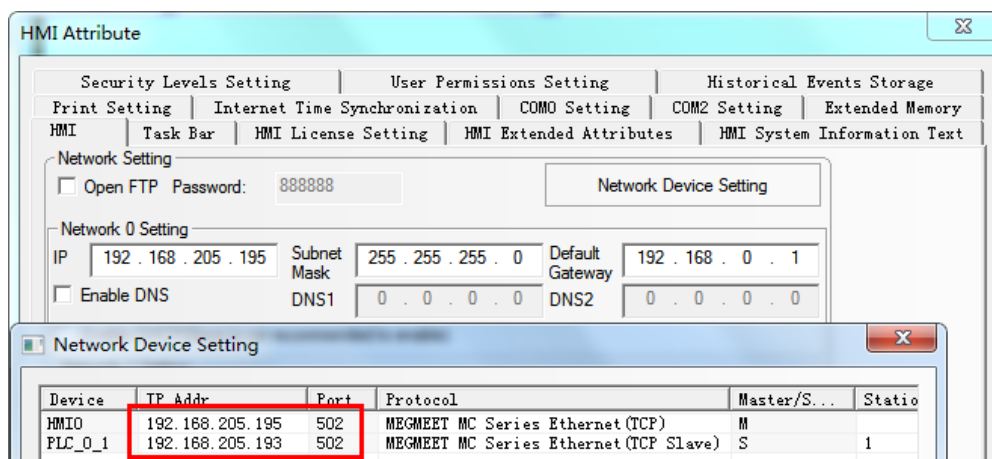 HMI Attribute
Security Levels Setting User Permissions Setting Historical Events Storage
Print Setting Internet Time Synchronization COM0 Setting COM2 Setting Extended Memory
HMI Task Bar HMI License Setting HMI Extended Attributes HMI System Information Text
Network Setting
Open FTP Password: 888888 Network Device Setting
Network 0 Setting
IP 192 . 168 . 205 . 195 Subnet Mask 255 . 255 . 255 . 0 Default Gateway 192 . 168 . 0 . 1
Enable DNS DNS1 0 . 0 . 0 . 0 DNS2 0 . 0 . 0 . 0
Network Device Setting
Device IP Addr Port Protocol Master/S... Statio
HMI0 192.168.205.195 502 MEGMEET MC Series Ethernet(TCP) M
PLC_0_1 192.168.205.193 502 MEGMEET MC Series Ethernet(TCP Slave) S 1